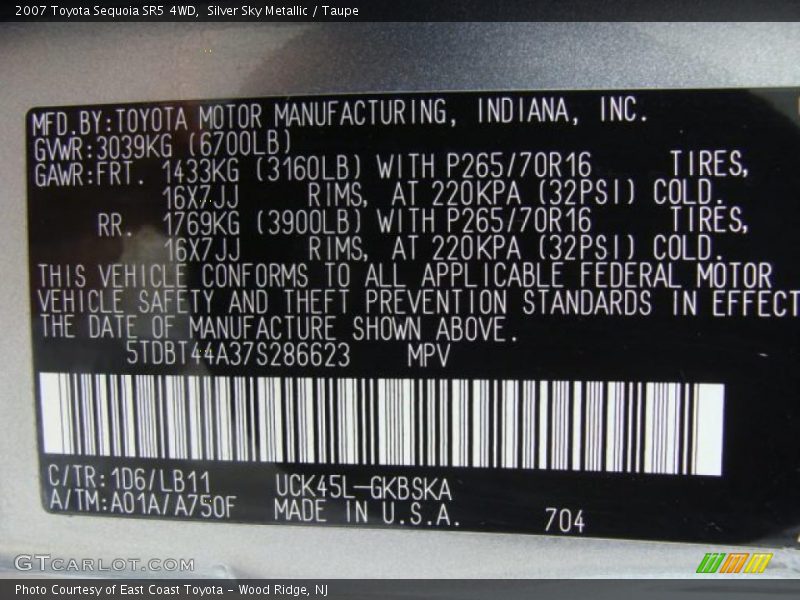 2007 Toyota Sequoia SR5 4WD, Silver Sky Metallic / Taupe
MFD.BY:TOYOTA MOTOR MANUFACTURING, INDIANA, INC.
GVWR:3039KG (6700LB)
GAWR:FRT. 1433KG (3160LB) WITH P265/70R16 TIRES,
16X7JJ RIMS, AT 220KPA (32PSI) COLD.
RR. 1769KG (3900LB) WITH P265/70R16 TIRES,
16X7JJ RIMS, AT 220KPA (32PSI) COLD.
THIS VEHICLE CONFORMS TO ALL APPLICABLE FEDERAL MOTOR
VEHICLE SAFETY AND THEFT PREVENTION STANDARDS IN EFFECT
THE DATE OF MANUFACTURE SHOWN ABOVE.
5TDBT44A37S286623 MPV
C/TR:1D6/LB11 UCK45L-GKBSKA
A/TM:A01A/A750F MADE IN U.S.A. 704
GTCARLOT.COM
Photo Courtesy of East Coast Toyota - Wood Ridge, NJ